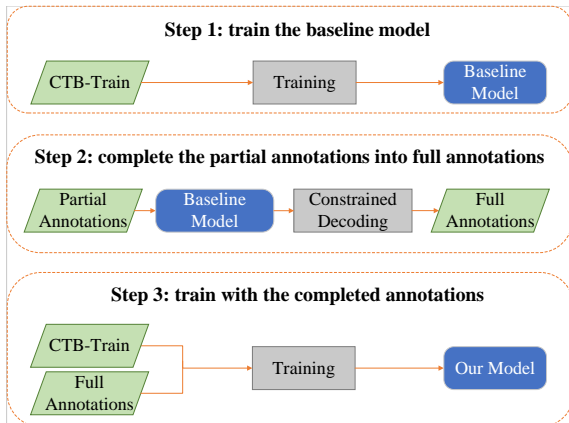 Step 1: train the baseline model
CTB-Train
Training
Baseline
Model
Step 2: complete the partial annotations into full annotations
Partial
Annotations
Baseline
Model
Constrained
Decoding
Full
Annotations
Step 3: train with the completed annotations
CTB-Train
Full
Annotations
Training
Our Model